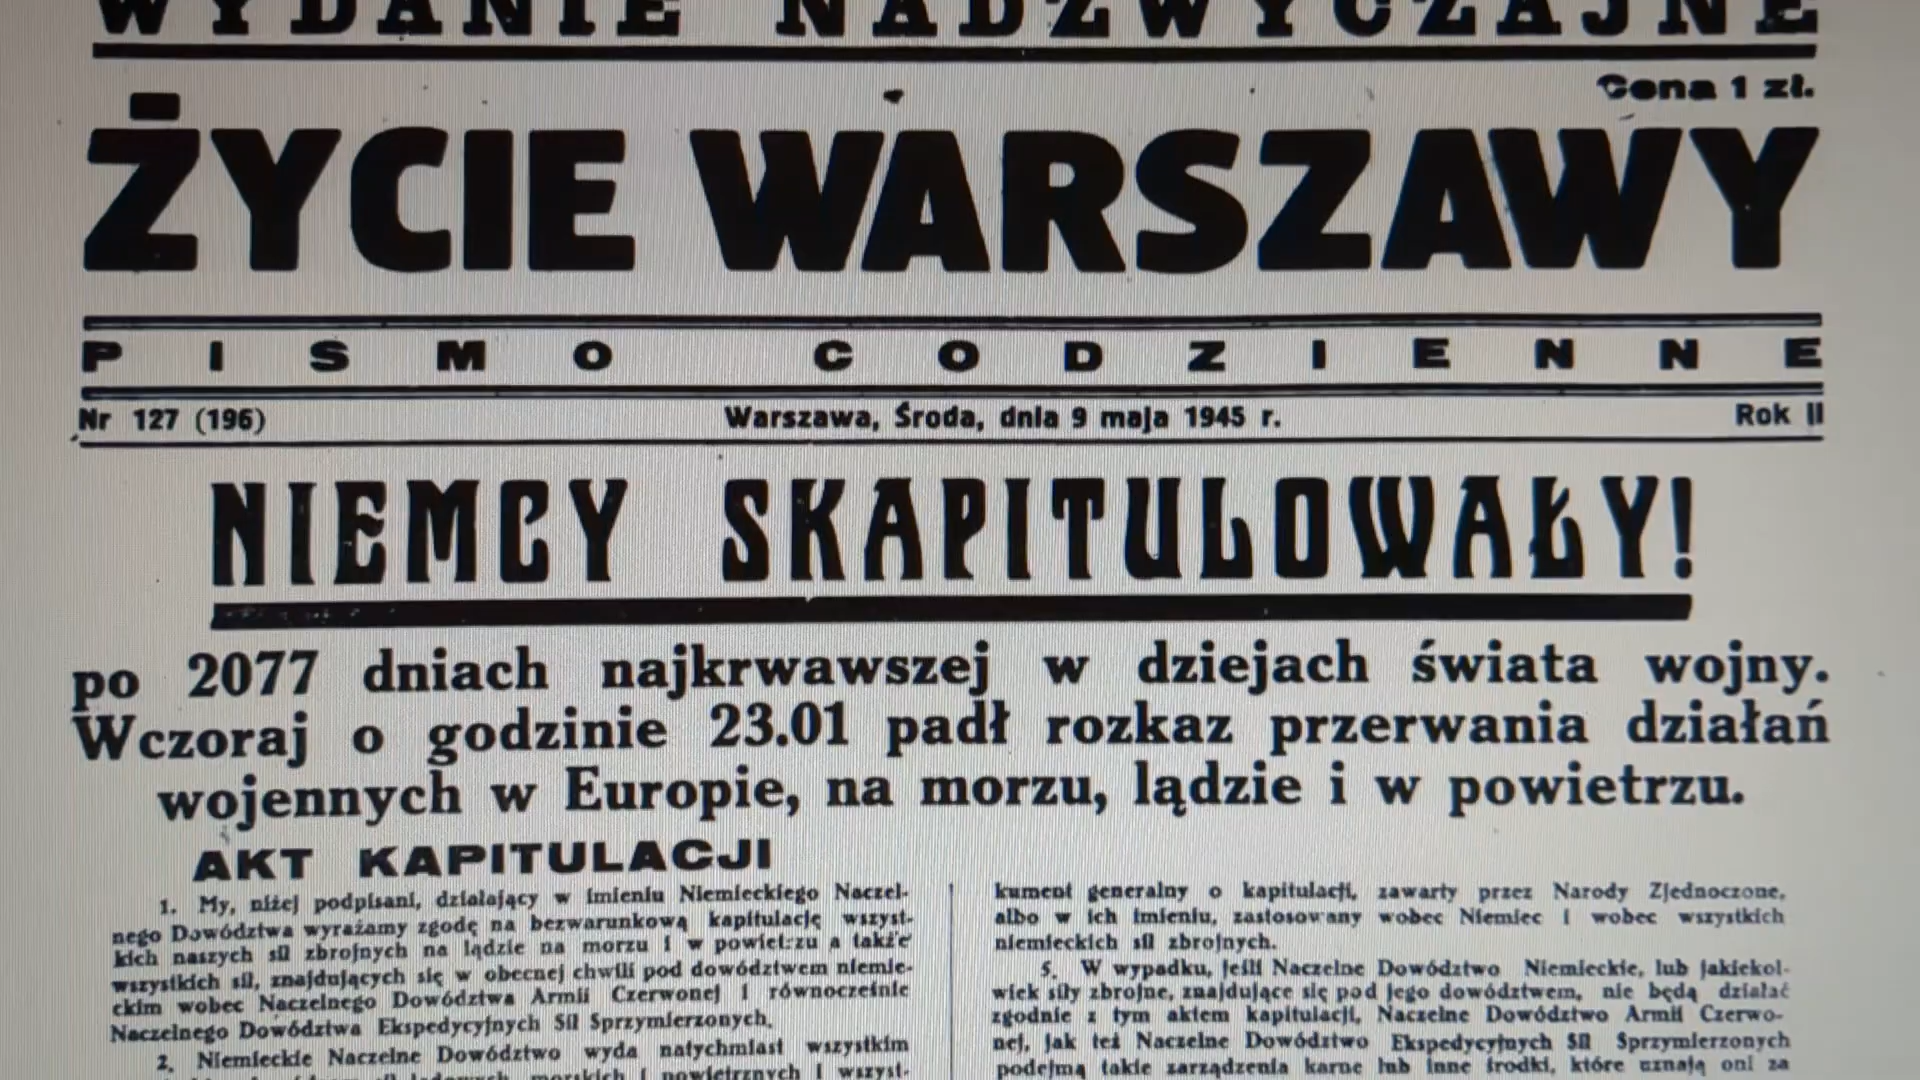 WYDANIE NADZWYCZAJNE
Cena 1 zł.
ŻYCIE WARSZAWY
PISMO CODZIENNE
Nr 127 (196) Warszawa, Środa, dnia 9 maja 1945 r. Rok II
NIEMCY SKAPITULOWAŁY!
po 2077 dniach najkrwawszej w dziejach świata wojny.
Wczoraj o godzinie 23.01 padł rozkaz przerwania działań
wojennych w Europie, na morzu, lądzie i w powietrzu.
AKT KAPITULACJI
1. My, niżej podpisani, działający w imieniu Niemieckiego Naczel-
nego Dowództwa wyrażamy zgodę na bezwarunkową kapitulację wszyst-
kich naszych sił zbrojnych na lądzie na morzu i w powietrzu a także
wszystkich sił, znajdujących się w obecnej chwili pod dowództwem niemie-
ckim wobec Naczelnego Dowództwa Armii Czerwonej i równocześnie
Naczelnego Dowództwa Ekspedycyjnych Sił Sprzymierzonych.
2. Niemieckie Naczelne Dowództwo wyda natychmiast wszystkim
sił lądowych, morskich i powietrznych i wszyst-
kument generalny o kapitulacji, zawarty przez Narody Zjednoczone,
albo w ich imieniu, zastosowany wobec Niemiec i wobec wszystkich
niemieckich sił zbrojnych.
5. W wypadku, jeśli Naczelne Dowództwo Niemieckie, lub jakiekol-
wiek siły zbrojne, znajdujące się pod jego dowództwem, nie będą działać
zgodnie z tym aktem kapitulacji, Naczelne Dowództwo Armii Czerwo-
nej, jak też Naczelne Dowództwo Ekspedycyjnych Sił Sprzymierzonych
podejmą takie zarządzenia karne lub inne środki, które uznają oni za